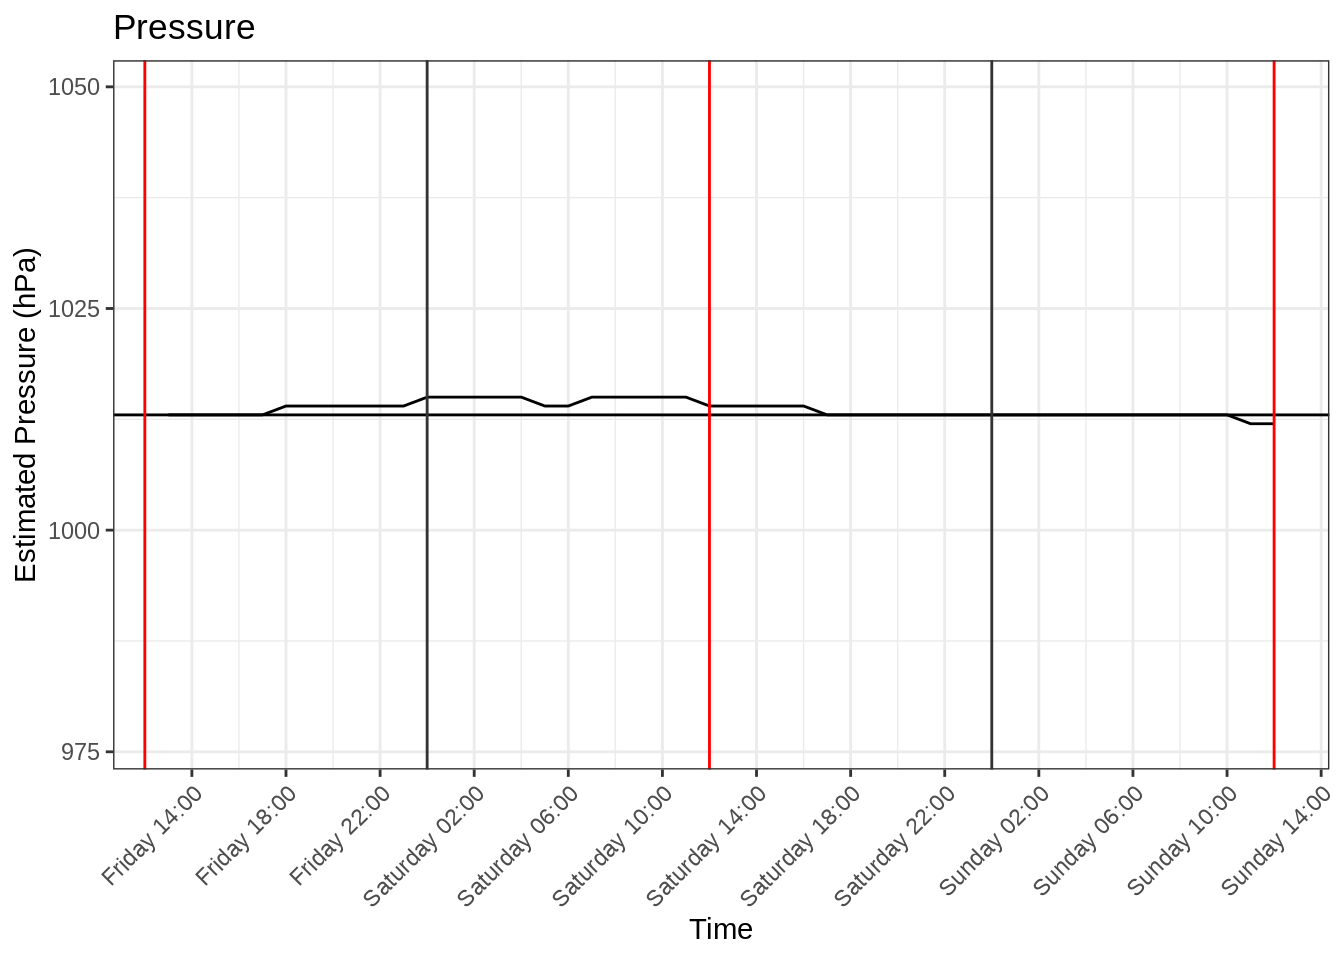 Pressure
Estimated Pressure (hPa)
1050
1025
1000
975
Friday 14:00
Friday 18:00
Friday 22:00
Saturday 02:00
Saturday 06:00
Saturday 10:00
Saturday 14:00
Saturday 18:00
Saturday 22:00
Sunday 02:00
Sunday 06:00
Sunday 10:00
Sunday 14:00
Time